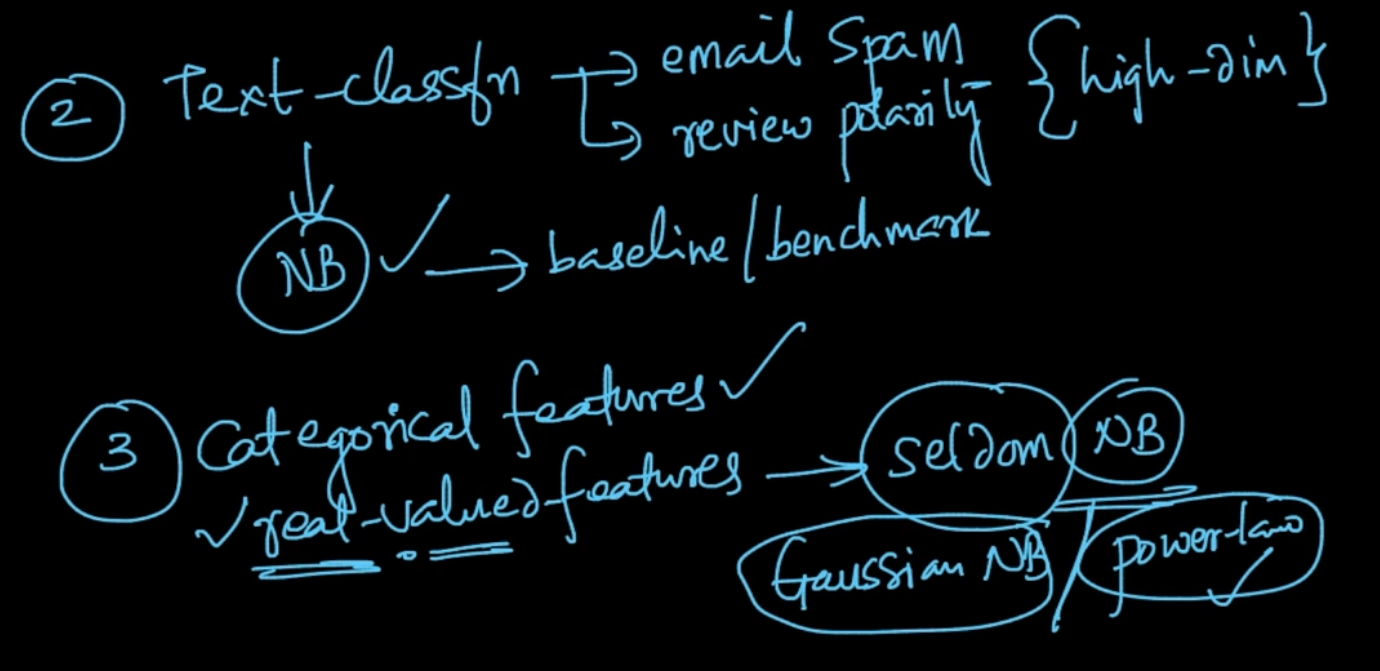 2 Text-classfn → email Spam {high-dim}
↳ review polarity
NB ✓ → baseline/benchmark
3 Categorical features ✓
✓ real-valued features → seldom NB
Gaussian NB / power-law ✓